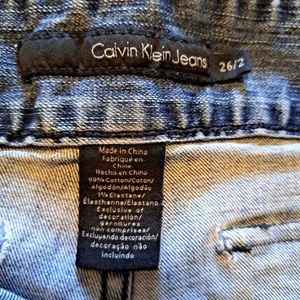 Calvin Klein Jeans
26/2
Made in China
Fabriqué en
Chine
Hecho en China
99% Cotton/Coton/
Algodón/Algodão
1% Elastane/
Élasthanne/Elastano
Exclusive of
decoration/
garnitures
non comprises/
Excluyendo decoración/
decoração não
incluído